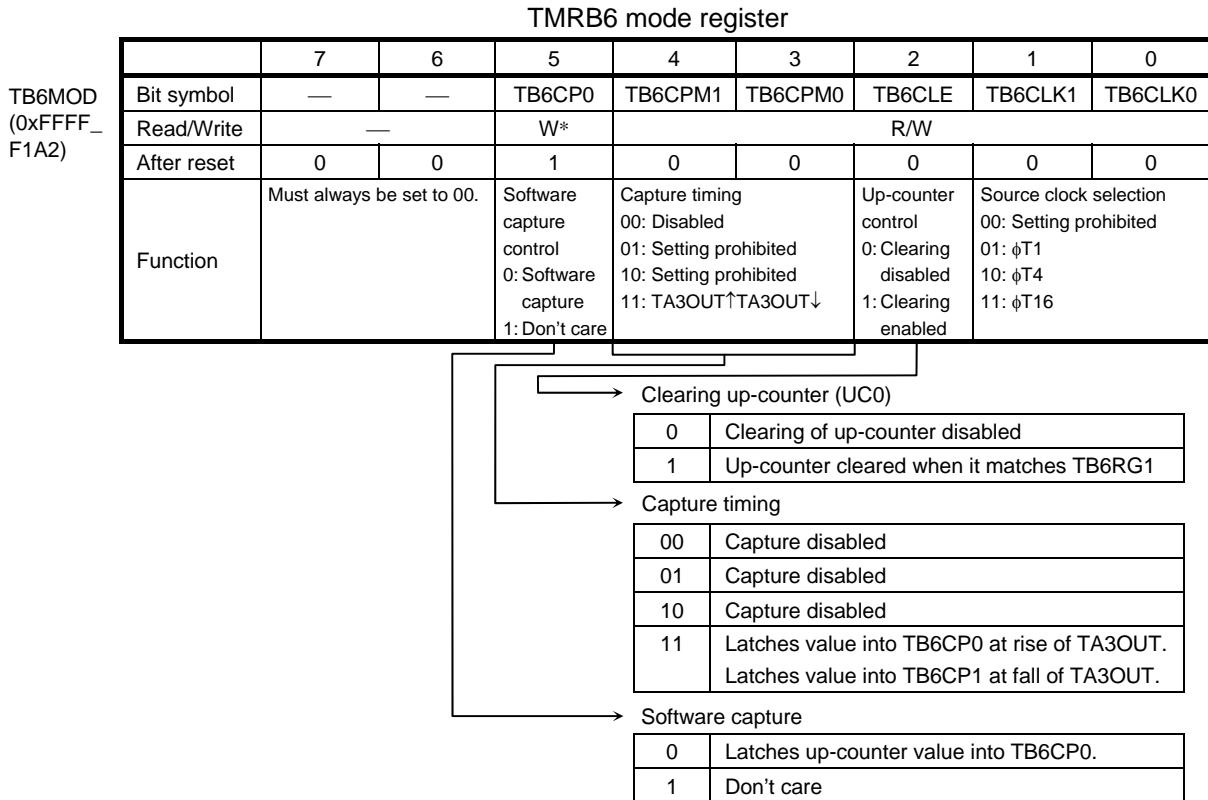 TMRB6 mode register
7 6 5 4 3 2 1 0
TB6MOD
(0xFFFF_
F1A2)
Bit symbol — — TB6CP0 TB6CPM1 TB6CPM0 TB6CLE TB6CLK1 TB6CLK0
Read/Write — W* R/W
After reset 0 0 1 0 0 0 0 0
Function
Must always be set to 00.
Software
capture
control
0: Software
capture
1: Don't care
Capture timing
00: Disabled
01: Setting prohibited
10: Setting prohibited
11: TA3OUT↑TA3OUT↓
Up-counter
control
0: Clearing
disabled
1: Clearing
enabled
Source clock selection
00: Setting prohibited
01: ϕT1
10: ϕT4
11: ϕT16
Clearing up-counter (UC0)
0 Clearing of up-counter disabled
1 Up-counter cleared when it matches TB6RG1
Capture timing
00 Capture disabled
01 Capture disabled
10 Capture disabled
11 Latches value into TB6CP0 at rise of TA3OUT.
Latches value into TB6CP1 at fall of TA3OUT.
Software capture
0 Latches up-counter value into TB6CP0.
1 Don't care